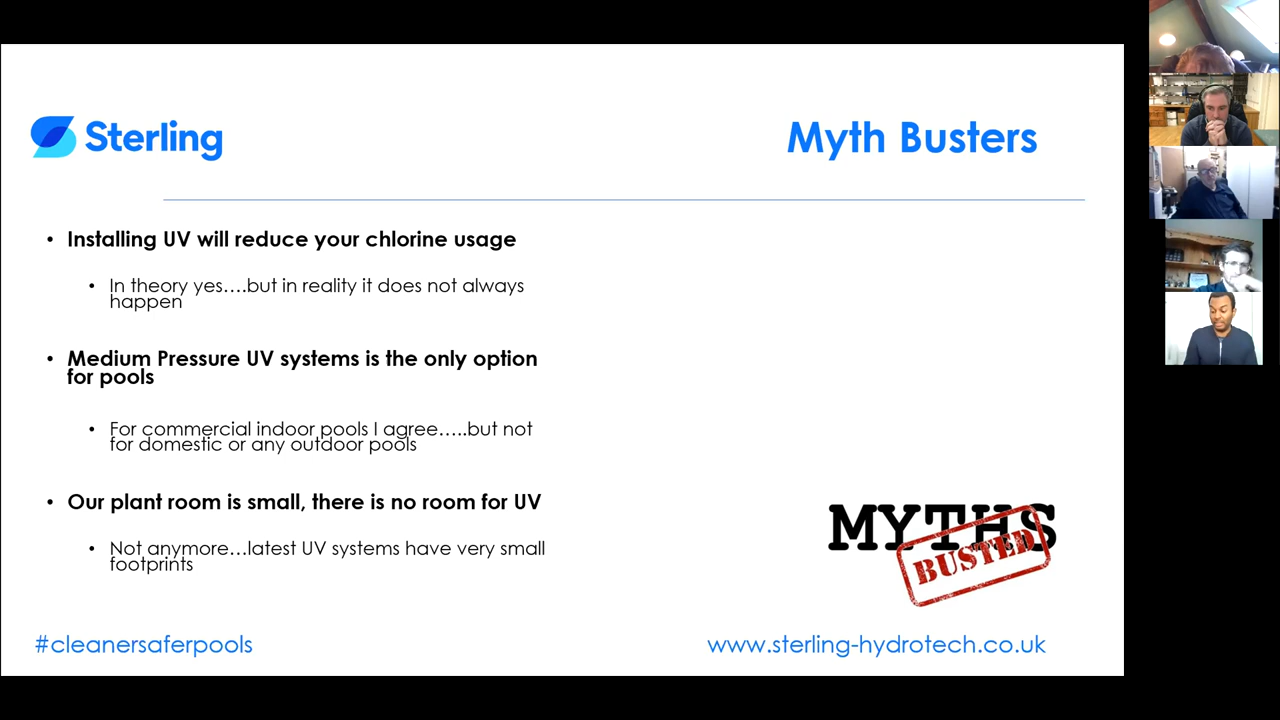 Sterling
Myth Busters
• Installing UV will reduce your chlorine usage
• In theory yes….but in reality it does not always
happen
• Medium Pressure UV systems is the only option
for pools
• For commercial indoor pools I agree…..but not
for domestic or any outdoor pools
• Our plant room is small, there is no room for UV
• Not anymore…latest UV systems have very small
footprints
MYTHS
BUSTED
#cleanersaferpools
www.sterling-hydrotech.co.uk